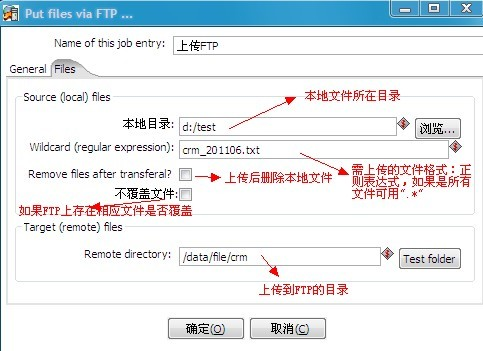 Put files via FTP ...
Name of this job entry: 上传FTP
General Files
Source (local) files
本地文件所在目录
本地目录: d:/test 浏览...
Wildcard (regular expression): crm_201106.txt
Remove files after transferal? 上传后删除本地文件
需上传的文件格式：正
则表达式，如果是所有
文件可用".*"
不覆盖文件:
如果FTP上存在相应文件是否覆盖
Target (remote) files
Remote directory: /data/file/crm Test folder
上传到FTP的目录
确定(O) 取消(C)